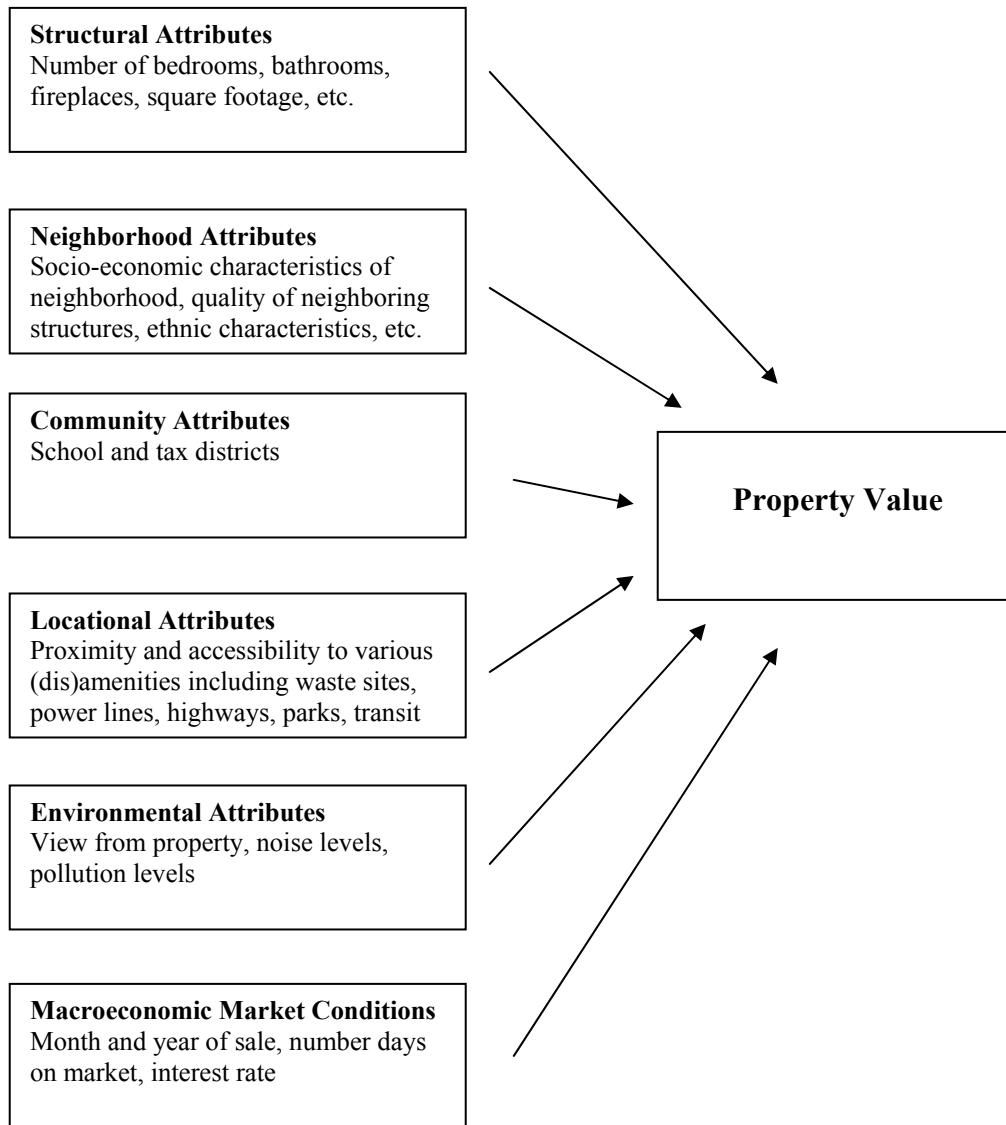 Structural Attributes
Number of bedrooms, bathrooms,
fireplaces, square footage, etc.
Neighborhood Attributes
Socio-economic characteristics of
neighborhood, quality of neighboring
structures, ethnic characteristics, etc.
Community Attributes
School and tax districts
Property Value
Locational Attributes
Proximity and accessibility to various
(dis)amenities including waste sites,
power lines, highways, parks, transit
Environmental Attributes
View from property, noise levels,
pollution levels
Macroeconomic Market Conditions
Month and year of sale, number days
on market, interest rate